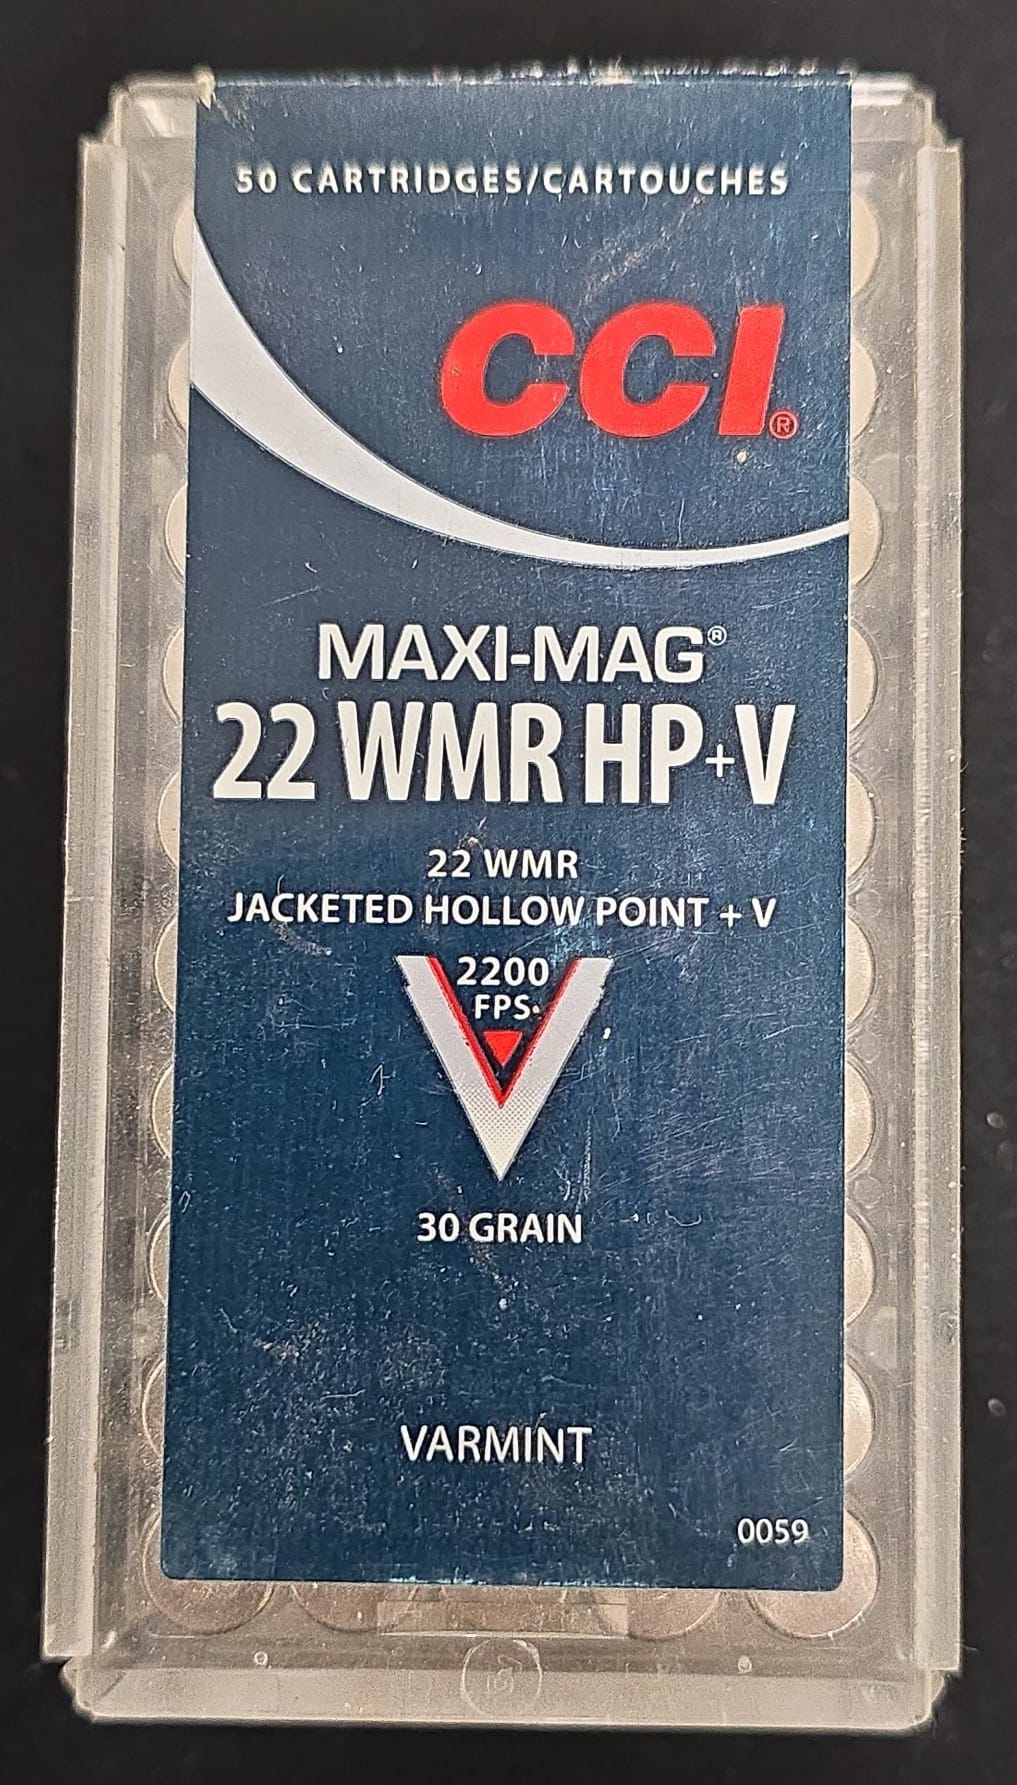 50 CARTRIDGES/CARTOUCHES
CCI®
MAXI-MAG®
22 WMR HP+V
22 WMR
JACKETED HOLLOW POINT + V
2200
FPS
30 GRAIN
VARMINT
0059